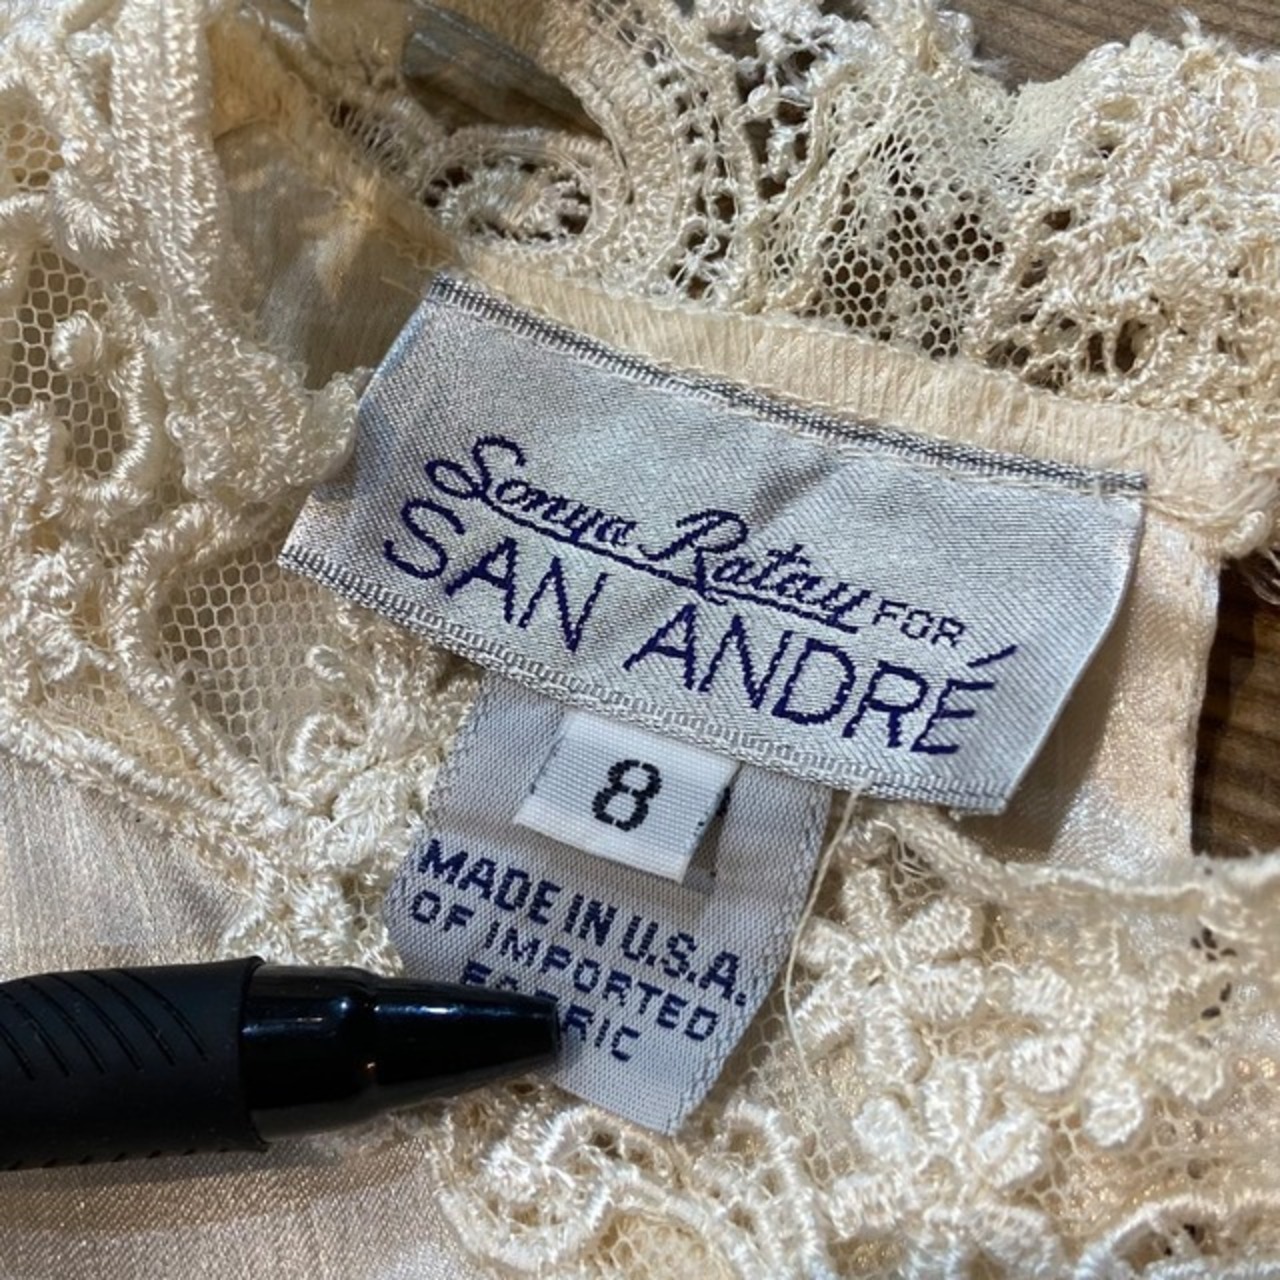 Sonya Ratay FOR
SAN ANDRÉ
8
MADE IN U.S.A.
OF IMPORTED